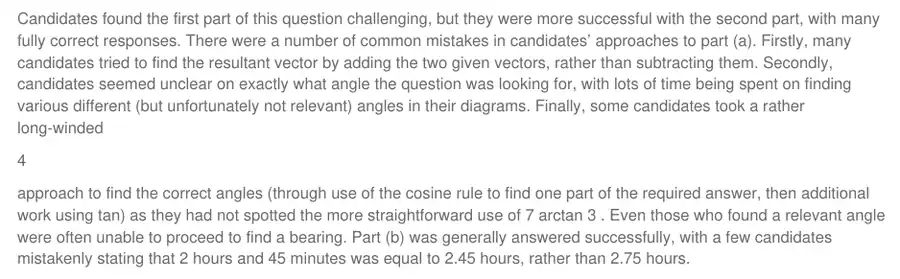 Candidates found the first part of this question challenging, but they were more successful with the second part, with many
fully correct responses. There were a number of common mistakes in candidates’ approaches to part (a). Firstly, many
candidates tried to find the resultant vector by adding the two given vectors, rather than subtracting them. Secondly,
candidates seemed unclear on exactly what angle the question was looking for, with lots of time being spent on finding
various different (but unfortunately not relevant) angles in their diagrams. Finally, some candidates took a rather
long-winded
4
approach to find the correct angles (through use of the cosine rule to find one part of the required answer, then additional
work using tan) as they had not spotted the more straightforward use of 7 arctan 3 . Even those who found a relevant angle
were often unable to proceed to find a bearing. Part (b) was generally answered successfully, with a few candidates
mistakenly stating that 2 hours and 45 minutes was equal to 2.45 hours, rather than 2.75 hours.